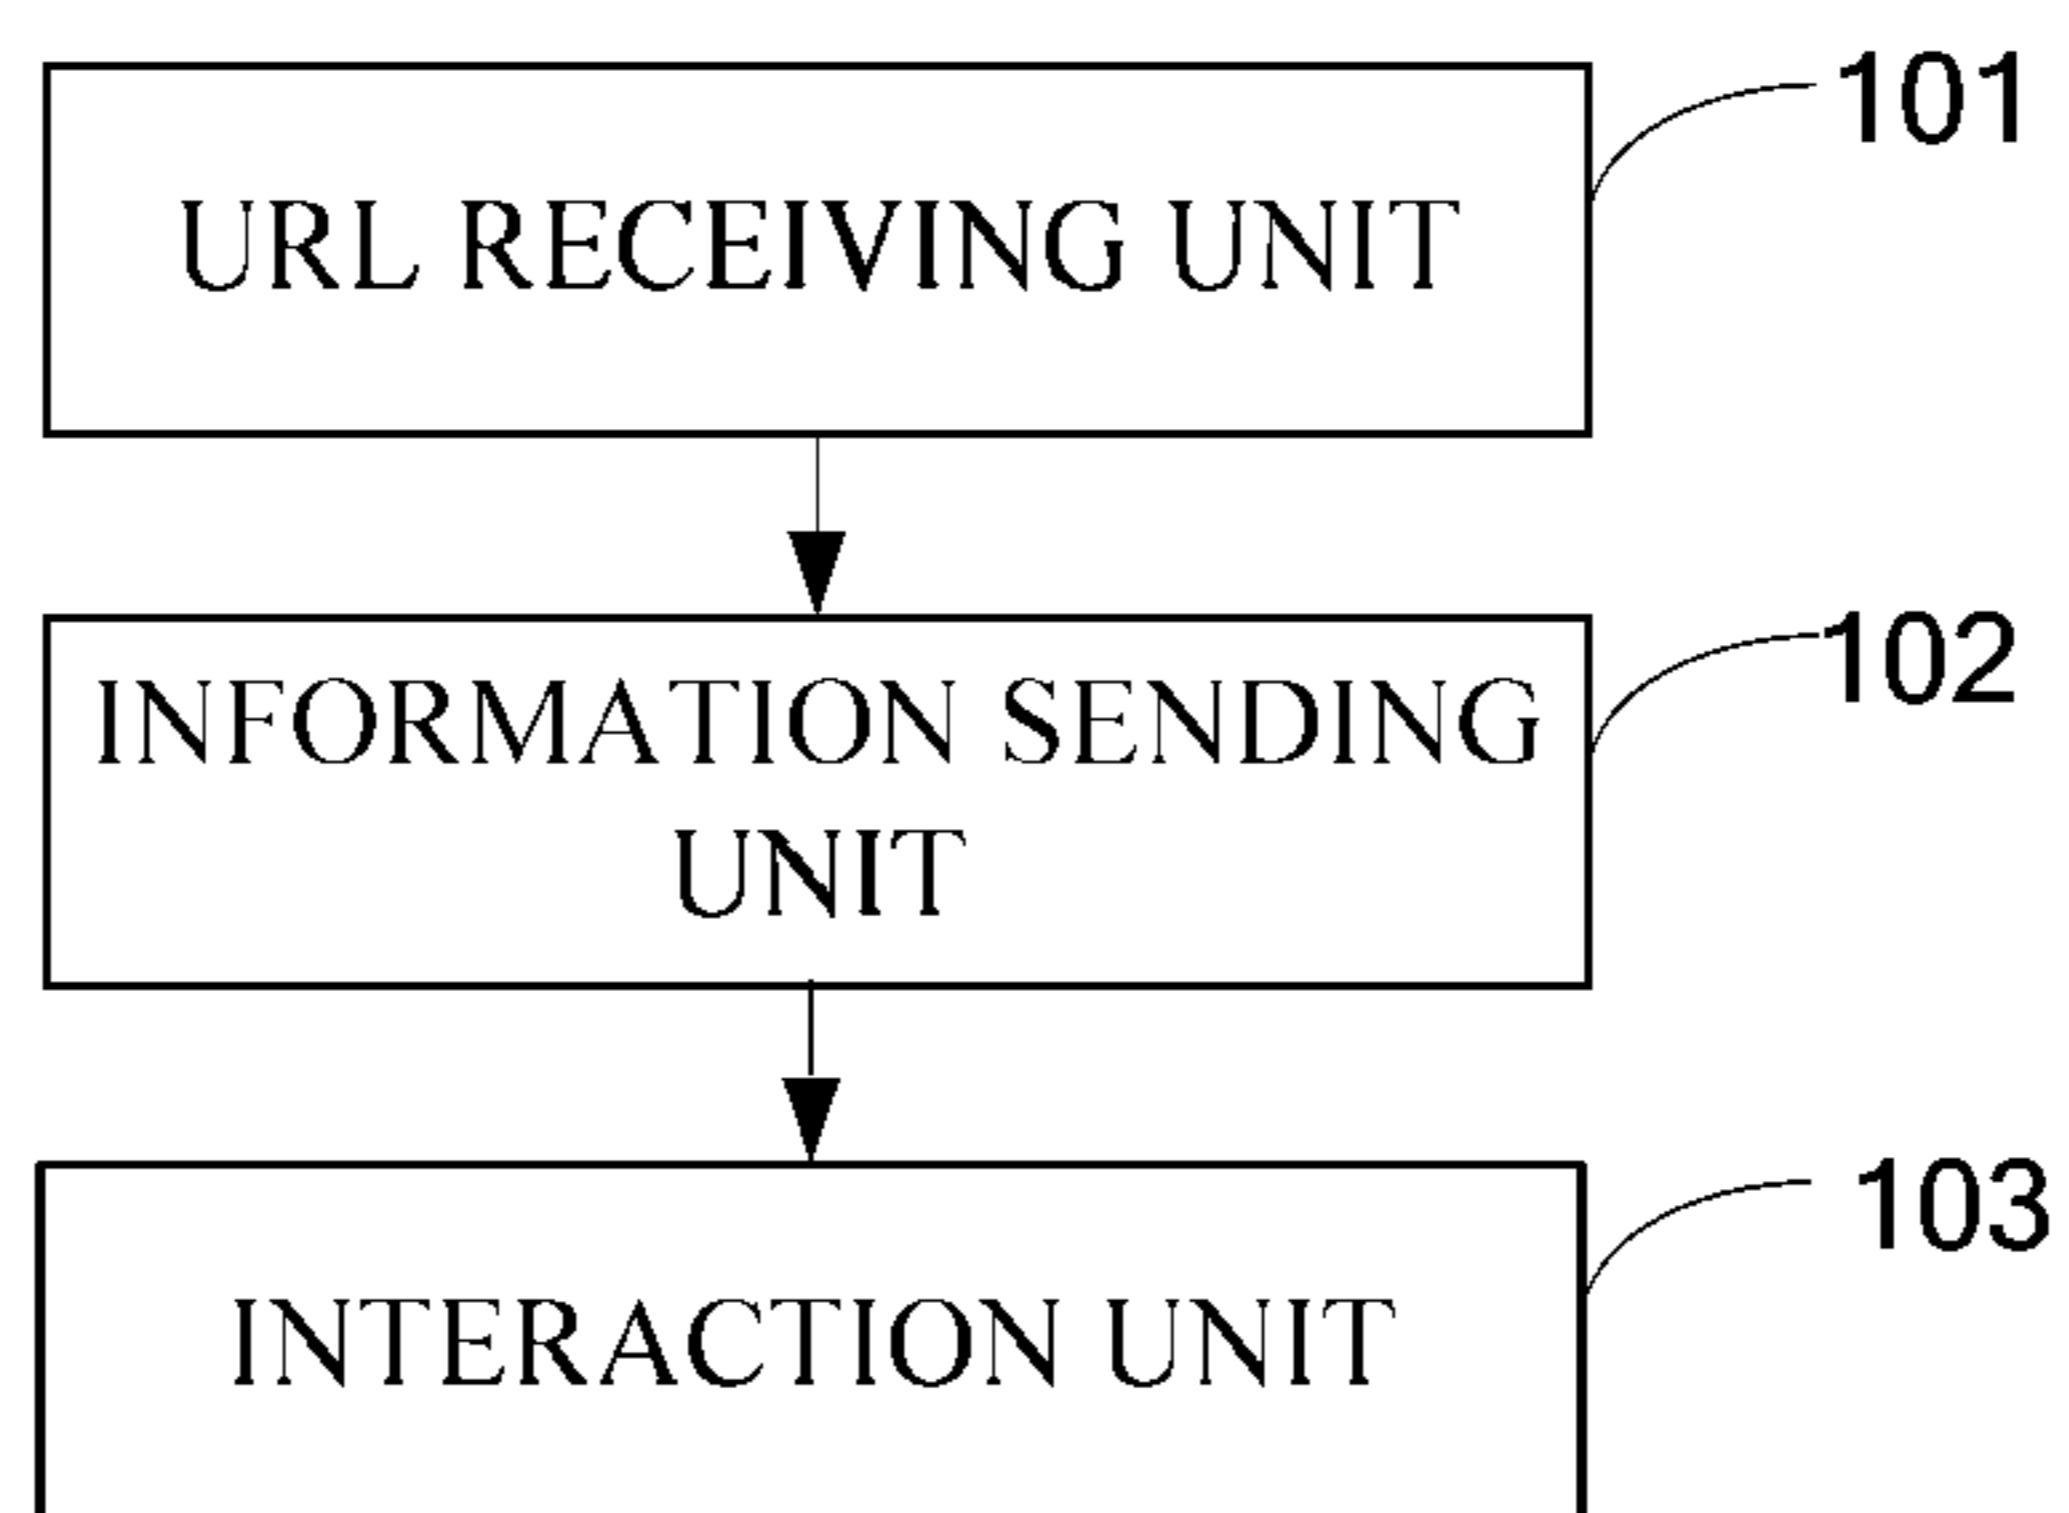 101
URL RECEIVING UNIT
102
INFORMATION SENDING
UNIT
103
INTERACTION UNIT